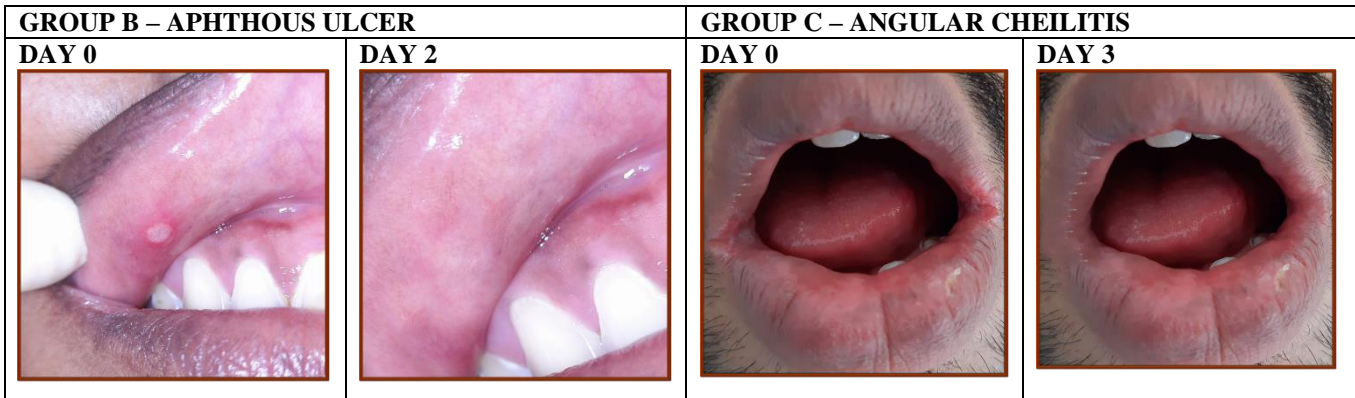 GROUP B – APHTHOUS ULCER
GROUP C – ANGULAR CHEILITIS
DAY 0
DAY 2
DAY 0
DAY 3